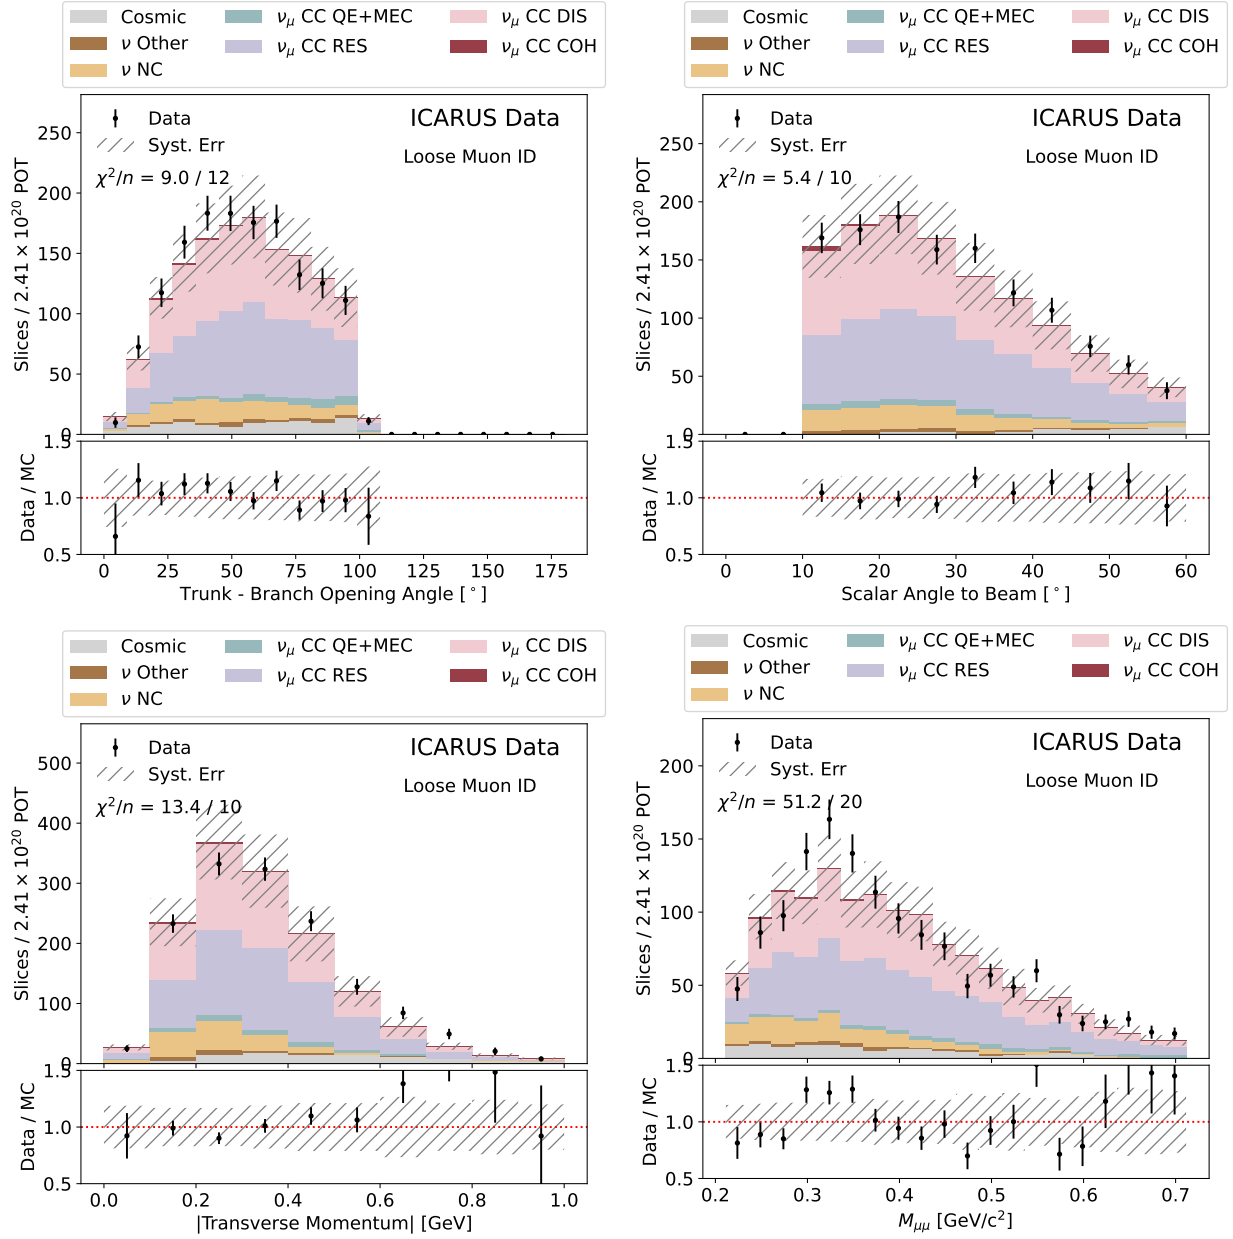 Cosmic ν_μ CC QE+MEC ν_μ CC DIS
ν Other ν_μ CC RES ν_μ CC COH
ν NC
ICARUS Data
Loose Muon ID
Data
Syst. Err
χ²/n = 9.0 / 12
Slices / 2.41 × 10²⁰ POT
250
200
150
100
50
0
Data / MC
1.5
1.0
0.5
0 25 50 75 100 125 150 175
Trunk - Branch Opening Angle [°]
Cosmic ν_μ CC QE+MEC ν_μ CC DIS
ν Other ν_μ CC RES ν_μ CC COH
ν NC
ICARUS Data
Loose Muon ID
Data
Syst. Err
χ²/n = 5.4 / 10
Slices / 2.41 × 10²⁰ POT
250
200
150
100
50
0
Data / MC
1.5
1.0
0.5
0 10 20 30 40 50 60
Scalar Angle to Beam [°]
Cosmic ν_μ CC QE+MEC ν_μ CC DIS
ν Other ν_μ CC RES ν_μ CC COH
ν NC
ICARUS Data
Loose Muon ID
Data
Syst. Err
χ²/n = 13.4 / 10
Slices / 2.41 × 10²⁰ POT
500
400
300
200
100
0
Data / MC
1.5
1.0
0.5
0.0 0.2 0.4 0.6 0.8 1.0
|Transverse Momentum| [GeV]
Cosmic ν_μ CC QE+MEC ν_μ CC DIS
ν Other ν_μ CC RES ν_μ CC COH
ν NC
ICARUS Data
Loose Muon ID
Data
Syst. Err
χ²/n = 51.2 / 20
Slices / 2.41 × 10²⁰ POT
200
150
100
50
0
Data / MC
1.5
1.0
0.5
0.2 0.3 0.4 0.5 0.6 0.7
M_μμ [GeV/c²]